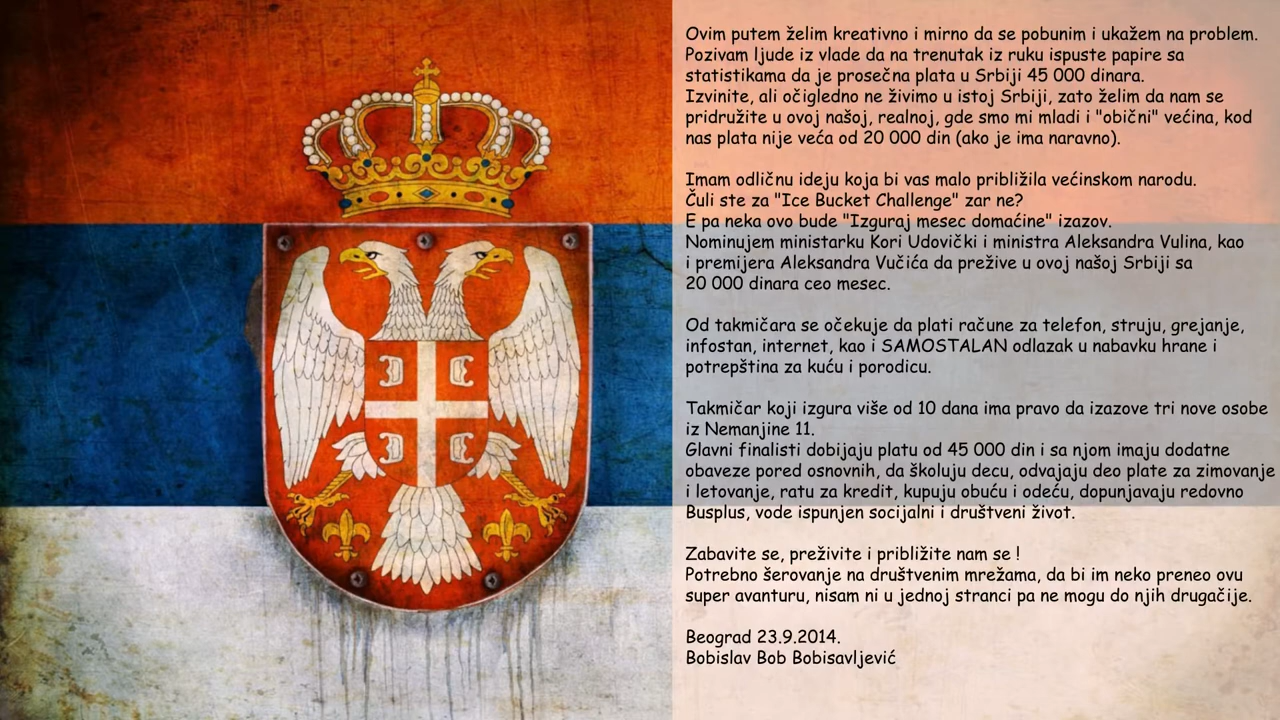 Ovim putem želim kreativno i mirno da se pobunim i ukažem na problem.
Pozivam ljude iz vlade da na trenutak iz ruku ispuste papire sa
statistikama da je prosečna plata u Srbiji 45 000 dinara.
Izvinite, ali očigledno ne živimo u istoj Srbiji, zato želim da nam se
pridružite u ovoj našoj, realnoj, gde smo mi mladi i "obični" većina, kod
nas plata nije veća od 20 000 din (ako je ima naravno).
Imam odličnu ideju koja bi vas malo približila većinskom narodu.
Čuli ste za "Ice Bucket Challenge" zar ne?
E pa neka ovo bude "Izguraj mesec domaćine" izazov.
Nominujem ministarku Kori Udovički i ministra Aleksandra Vulina, kao
i premijera Aleksandra Vučića da prežive u ovoj našoj Srbiji sa
20 000 dinara ceo mesec.
Od takmičara se očekuje da plati račune za telefon, struju, grejanje,
infostan, internet, kao i SAMOSTALAN odlazak u nabavku hrane i
potrepština za kuću i porodicu.
Takmičar koji izgura više od 10 dana ima pravo da izazove tri nove osobe
iz Nemanjine 11.
Glavni finalisti dobijaju platu od 45 000 din i sa njom imaju dodatne
obaveze pored osnovnih, da školuju decu, odvajaju deo plate za zimovanje
i letovanje, ratu za kredit, kupuju obuću i odeću, dopunjavaju redovno
Busplus, vode ispunjen socijalni i društveni život.
Zabavite se, preživite i približite nam se !
Potrebno šerovanje na društvenim mrežama, da bi im neko preneo ovu
super avanturu, nisam ni u jednoj stranci pa ne mogu do njih drugačije.
Beograd 23.9.2014.
Bobislav Bob Bobisavljević